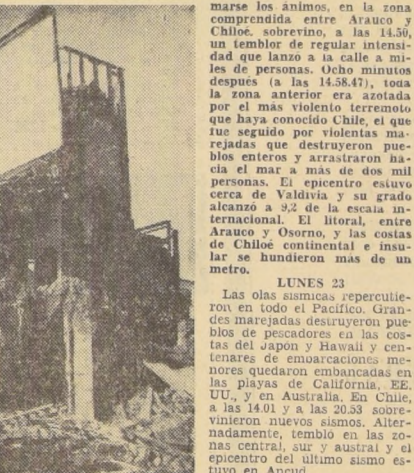 marse los ánimos, en la zona
comprendida entre Arauco y
Chiloé. sobrevino, a las 14.50,
un temblor de regular intensi-
dad que lanzó a la calle a mi-
les de personas. Ocho minutos
después (a las 14.58.47), toda
la zona anterior era azotada
por el más violento terremoto
que haya conocido Chile, el que
fue seguido por violentas ma-
rejadas que destruyeron pue-
blos enteros y arrastraron ha-
cia el mar a más de dos mil
personas. El epicentro estuvo
cerca de Valdivia y su grado
alcanzó a 9,2 de la escala in-
ternacional. El litoral, entre
Arauco y Osorno, y las costas
de Chiloé continental e insu-
lar se hundieron más de un
metro.
LUNES 23
Las olas sísmicas repercutie-
ron en todo el Pacífico. Gran-
des marejadas destruyeron pue-
blos de pescadores en las cos-
tas del Japón y Hawaii y cen-
tenares de embarcaciones me-
nores quedaron embancadas en
las playas de California, EE.
UU., y en Australia. En Chile,
a las 14.01 y a las 20.53 sobre-
vinieron nuevos sismos. Alter-
nadamente, tembló en las zo-
nas central, sur y austral y el
epicentro del último sismo es-
tuvo en Ancud